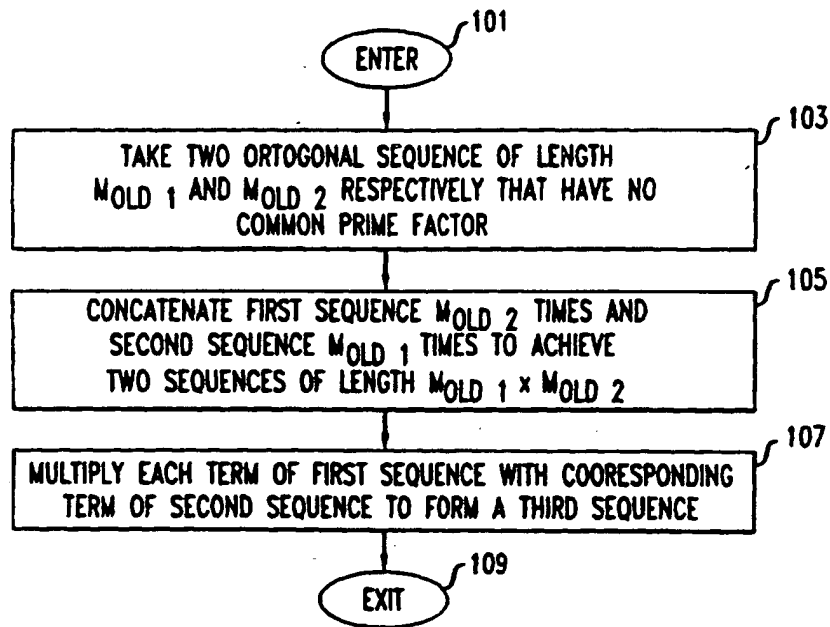 101
ENTER
103
TAKE TWO ORTOGONAL SEQUENCE OF LENGTH
MOLD 1 AND MOLD 2 RESPECTIVELY THAT HAVE NO
COMMON PRIME FACTOR
105
CONCATENATE FIRST SEQUENCE MOLD 2 TIMES AND
SECOND SEQUENCE MOLD 1 TIMES TO ACHIEVE
TWO SEQUENCES OF LENGTH MOLD 1 x MOLD 2
107
MULTIPLY EACH TERM OF FIRST SEQUENCE WITH COORESPONDING
TERM OF SECOND SEQUENCE TO FORM A THIRD SEQUENCE
109
EXIT